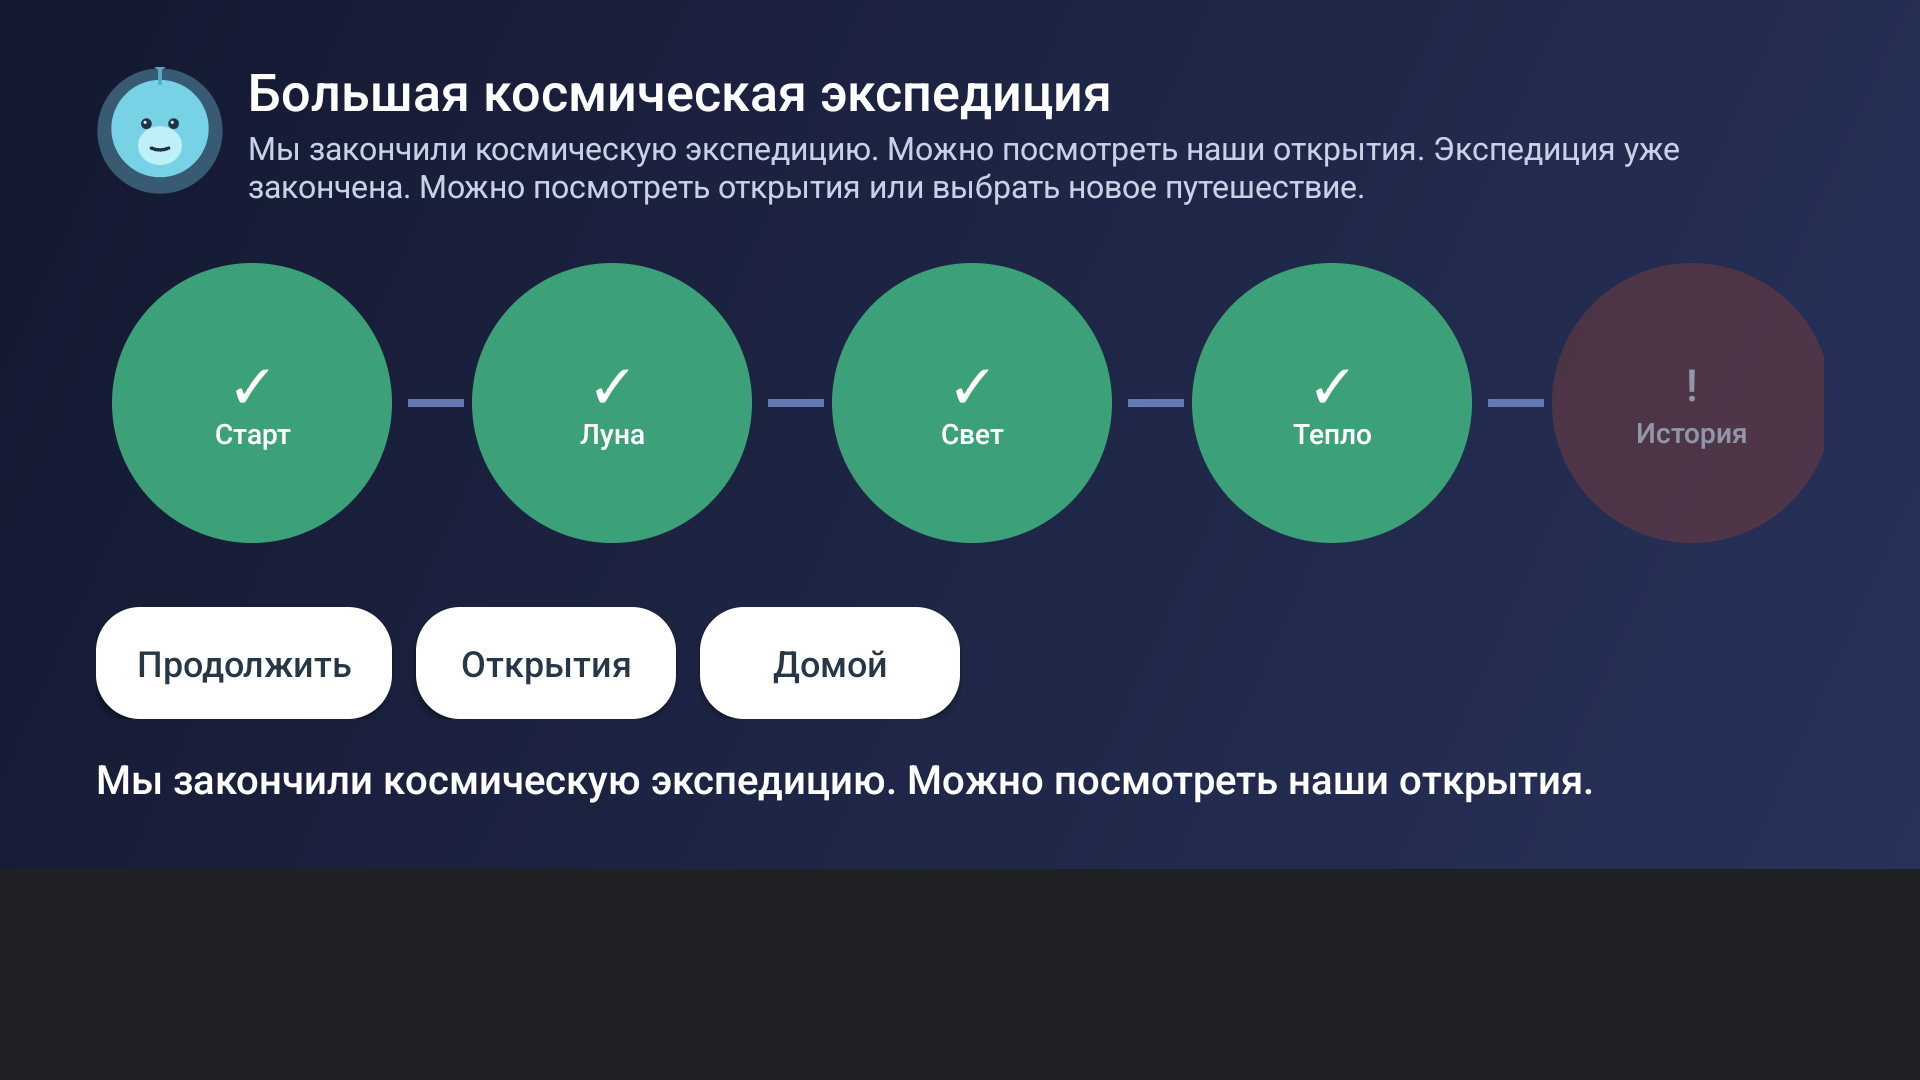 Большая космическая экспедиция
Мы закончили космическую экспедицию. Можно посмотреть наши открытия. Экспедиция уже
закончена. Можно посмотреть открытия или выбрать новое путешествие.
✓ ✓ ✓ ✓ !
Старт Луна Свет Тепло История
Продолжить Открытия Домой
Мы закончили космическую экспедицию. Можно посмотреть наши открытия.